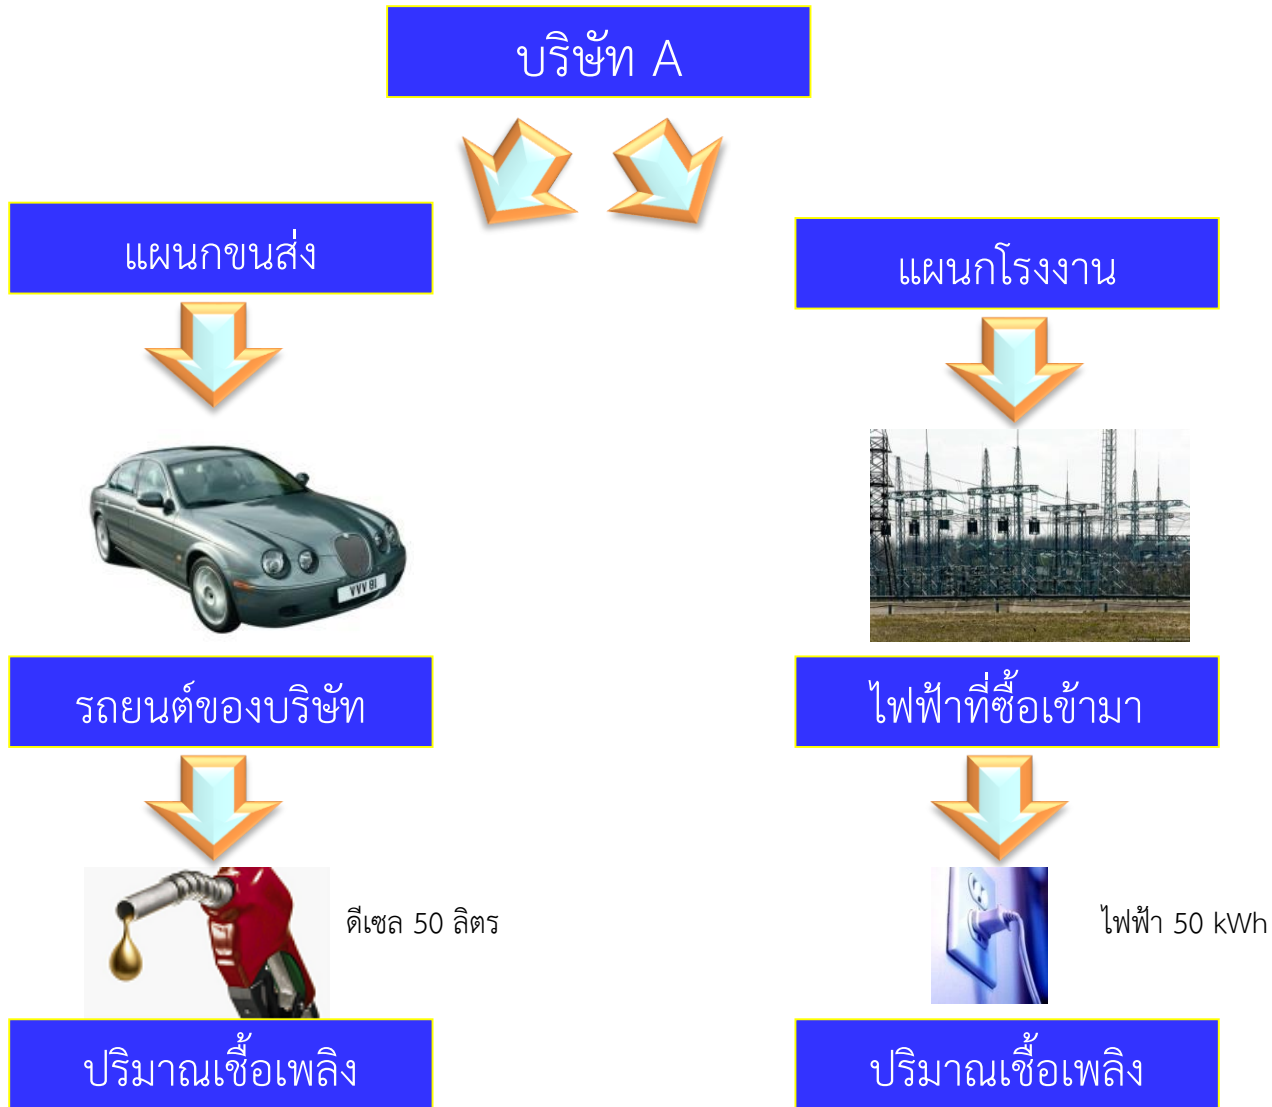 บริษัท A
แผนกขนส่ง
แผนกโรงงาน
VVV 81
รถยนต์ของบริษัท
ไฟฟ้าที่ซื้อเข้ามา
ดีเซล 50 ลิตร
ไฟฟ้า 50 kWh
ปริมาณเชื้อเพลิง
ปริมาณเชื้อเพลิง